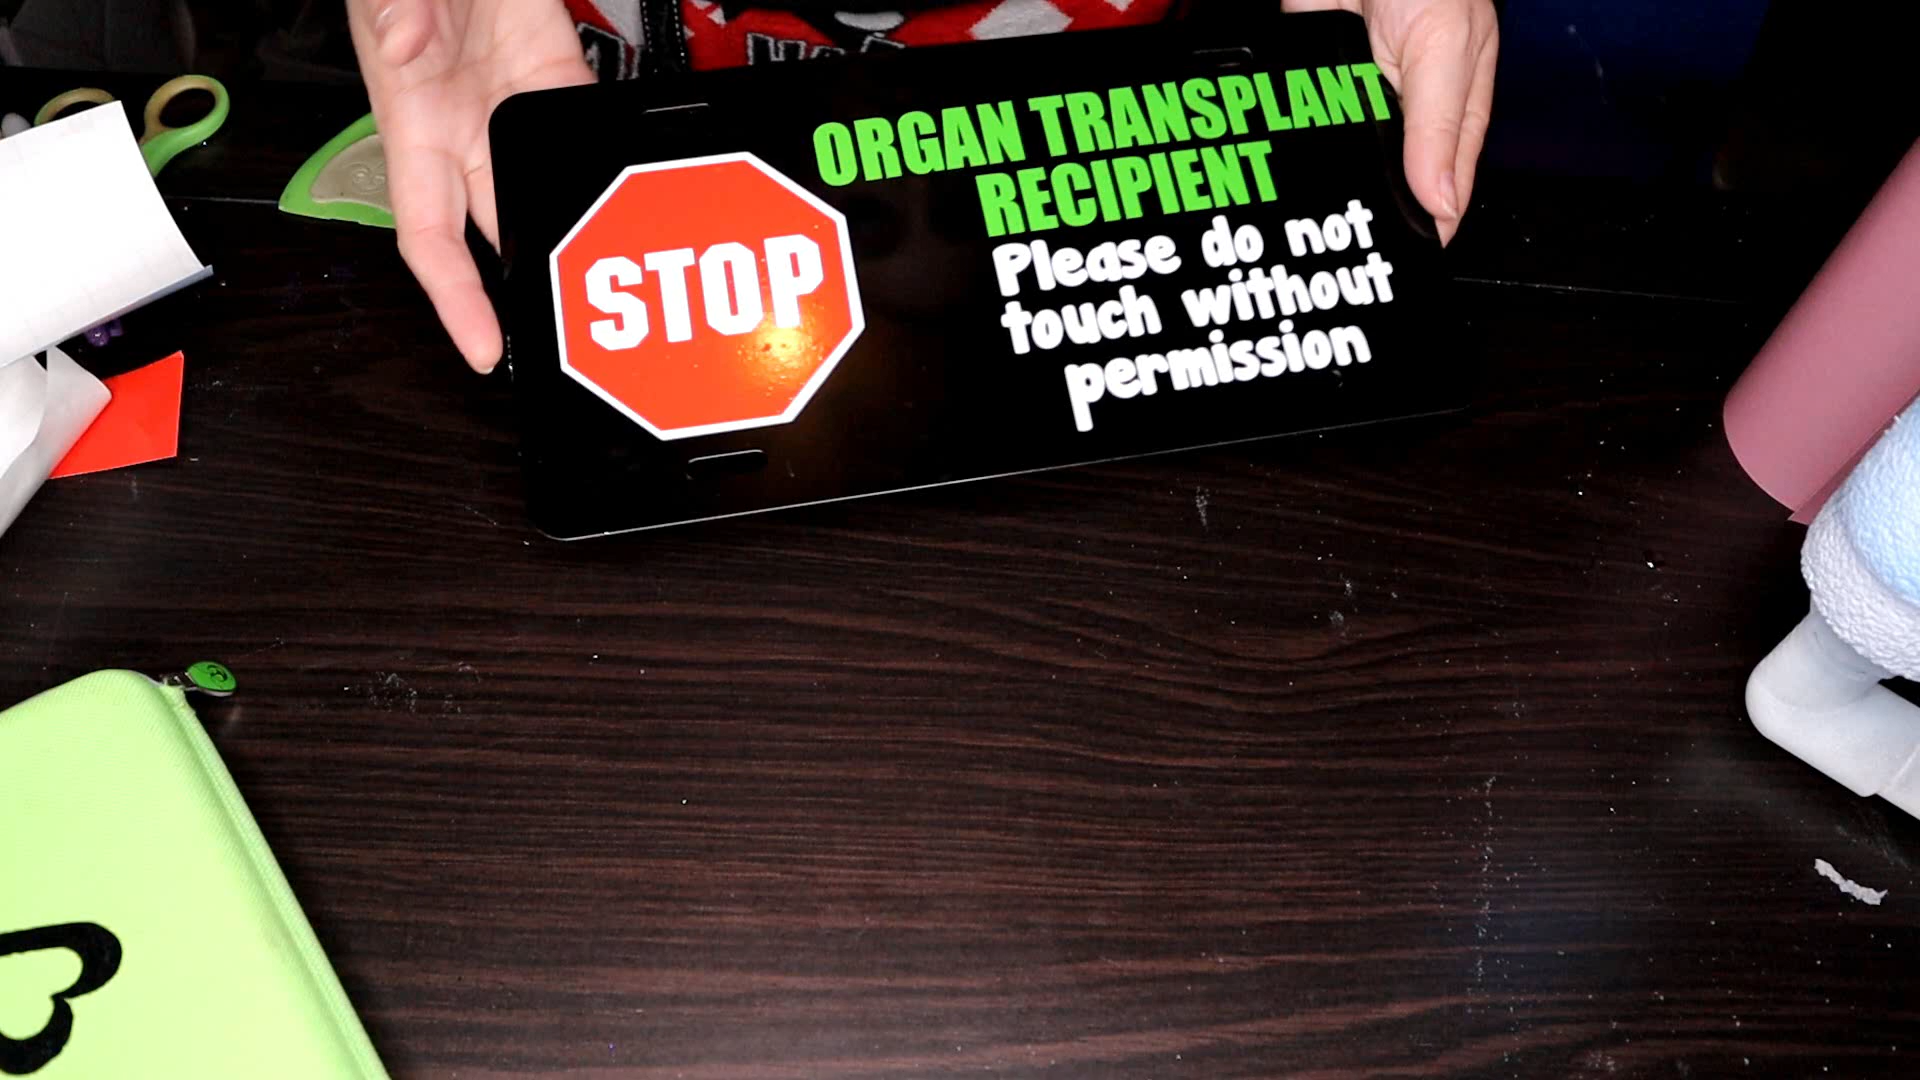 STOP
ORGAN TRANSPLANT
RECIPIENT
Please do not
touch without
permission